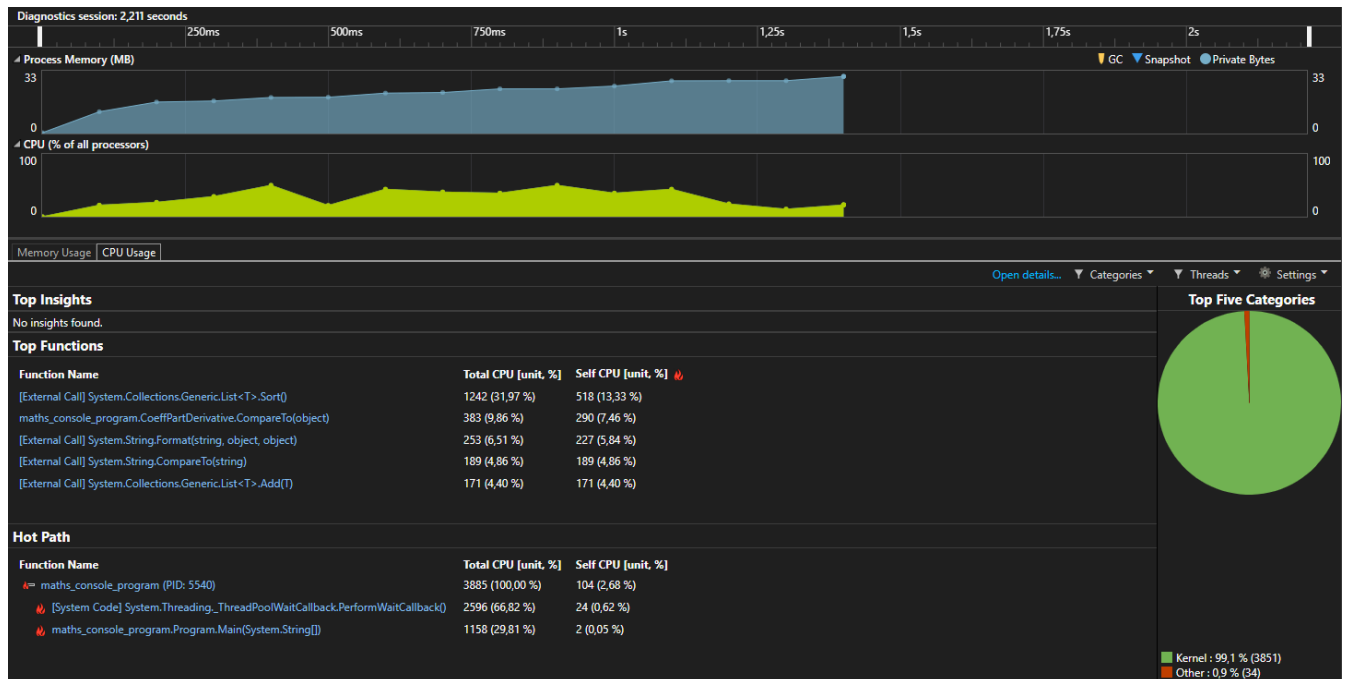 Diagnostics session: 2,211 seconds
250ms 500ms 750ms 1s 1,25s 1,5s 1,75s 2s
Process Memory (MB) GC Snapshot Private Bytes
33 33
0 0
CPU (% of all processors)
100 100
0 0
Memory Usage CPU Usage
Open details... Categories Threads Settings
Top Insights Top Five Categories
No insights found.
Top Functions
Function Name Total CPU [unit, %] Self CPU [unit, %]
[External Call] System.Collections.Generic.List<T>.Sort() 1242 (31,97 %) 518 (13,33 %)
maths_console_program.CoeffPartDerivative.CompareTo(object) 383 (9,86 %) 290 (7,46 %)
[External Call] System.String.Format(string, object, object) 253 (6,51 %) 227 (5,84 %)
[External Call] System.String.CompareTo(string) 189 (4,86 %) 189 (4,86 %)
[External Call] System.Collections.Generic.List<T>.Add(T) 171 (4,40 %) 171 (4,40 %)
Hot Path
Function Name Total CPU [unit, %] Self CPU [unit, %]
maths_console_program (PID: 5540) 3885 (100,00 %) 104 (2,68 %)
[System Code] System.Threading._ThreadPoolWaitCallback.PerformWaitCallback() 2596 (66,82 %) 24 (0,62 %)
maths_console_program.Program.Main(System.String[]) 1158 (29,81 %) 2 (0,05 %)
Kernel : 99,1 % (3851)
Other : 0,9 % (34)